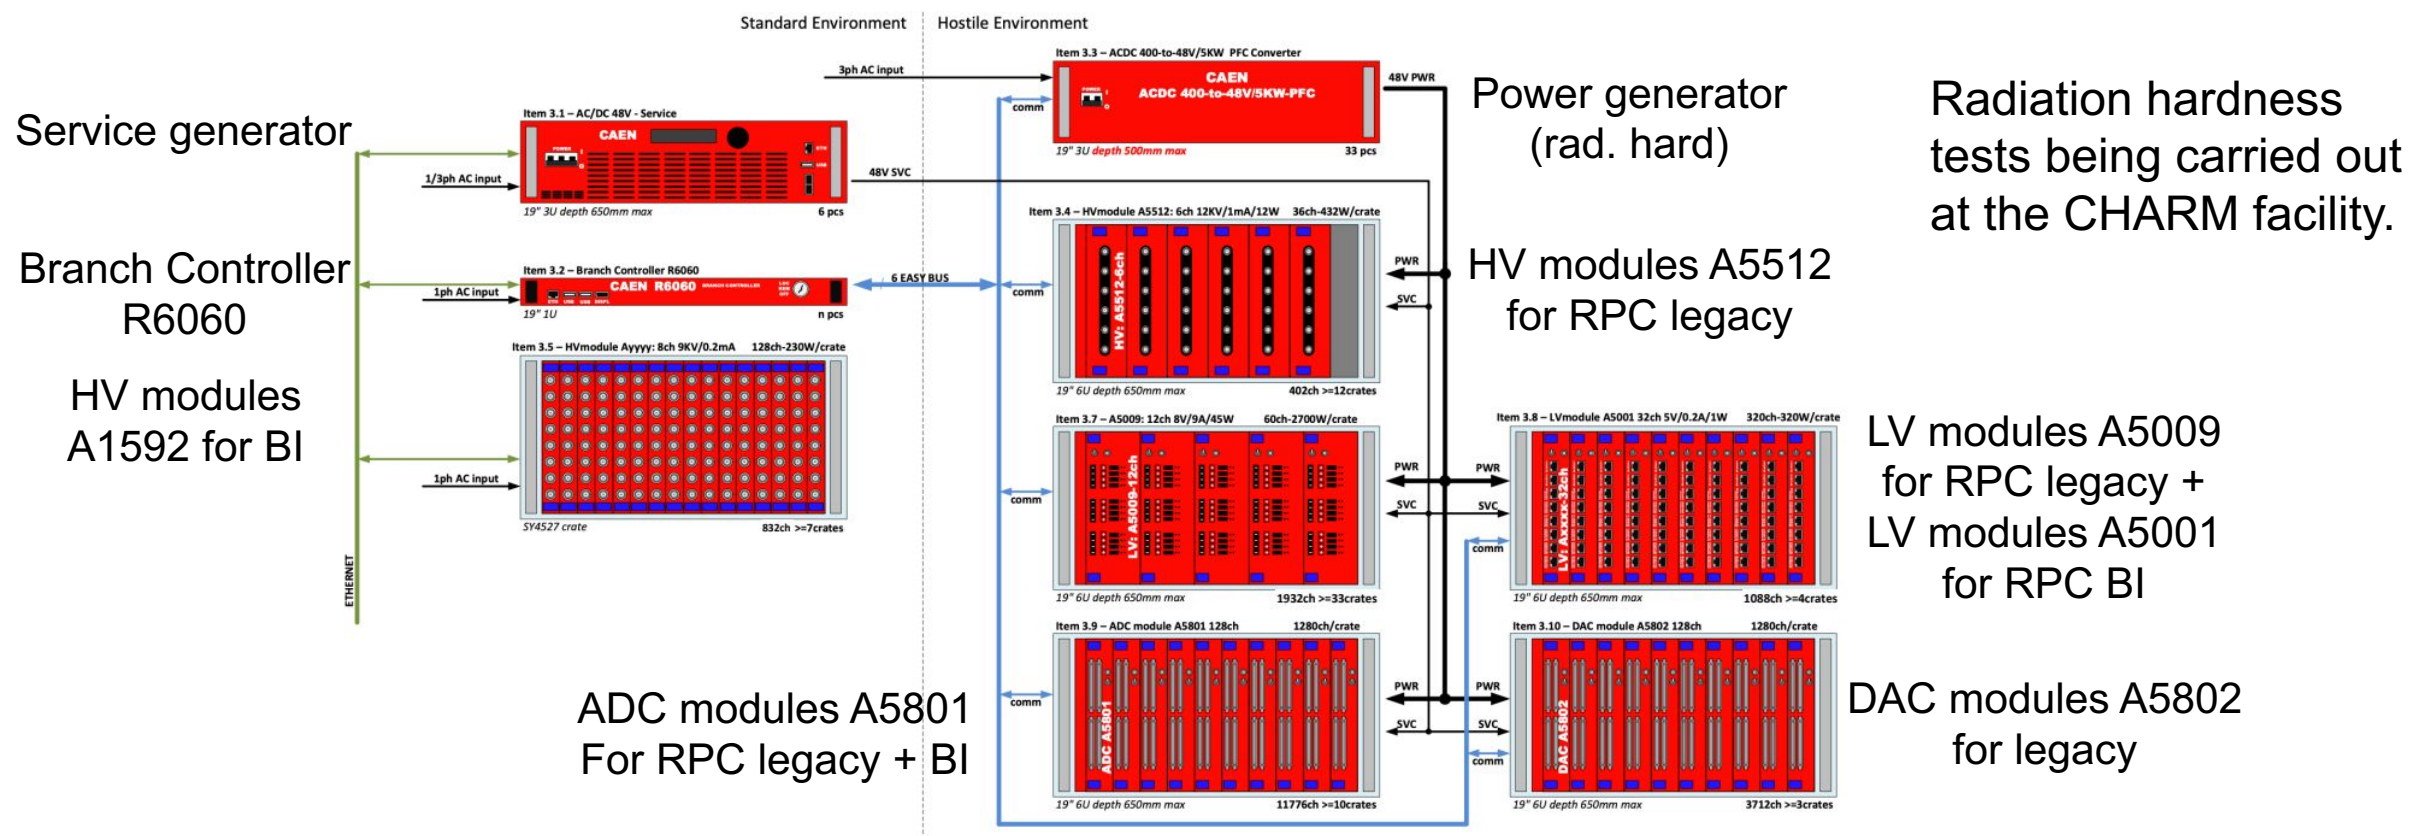 Standard Environment
Hostile Environment
Service generator
Item 3.1 – AC/DC 48V - Service
CAEN
POWER
I
O
ETH
USB
1/3ph AC input
19" 3U depth 650mm max
6 pcs
48V SVC
3ph AC input
Item 3.3 – ACDC 400-to-48V/5KW PFC Converter
CAEN
ACDC 400-to-48V/5KW-PFC
POWER
I
O
comm
19" 3U depth 500mm max
33 pcs
48V PWR
Power generator
(rad. hard)
Radiation hardness
tests being carried out
at the CHARM facility.
Branch Controller
R6060
Item 3.2 – Branch Controller R6060
CAEN R6060 BRANCH CONTROLLER
ETH USB USB
1ph AC input
19" 1U
n pcs
6 EASY BUS
Item 3.4 – HVmodule A5512: 6ch 12KV/1mA/12W
36ch-432W/crate
HV: A5512-6ch
comm
PWR
SVC
19" 6U depth 650mm max
402ch >=12crates
HV modules A5512
for RPC legacy
HV modules
A1592 for BI
Item 3.5 – HVmodule Ayyyy: 8ch 9KV/0.2mA
128ch-230W/crate
1ph AC input
SY4527 crate
832ch >=7crates
ETHERNET
Item 3.7 – A5009: 12ch 8V/9A/45W
60ch-2700W/crate
LV: A5009-12ch
comm
PWR
SVC
19" 6U depth 650mm max
1932ch >=33crates
Item 3.8 – LVmodule A5001 32ch 5V/0.2A/1W
320ch-320W/crate
LV: Axxxx-32ch
PWR
SVC
comm
19" 6U depth 650mm max
1088ch >=4crates
LV modules A5009
for RPC legacy +
LV modules A5001
for RPC BI
ADC modules A5801
For RPC legacy + BI
Item 3.9 – ADC module A5801 128ch
1280ch/crate
ADC A5801
comm
PWR
SVC
19" 6U depth 650mm max
11776ch >=10crates
Item 3.10 – DAC module A5802 128ch
1280ch/crate
DAC A5802
PWR
SVC
comm
19" 6U depth 650mm max
3712ch >=3crates
DAC modules A5802
for legacy